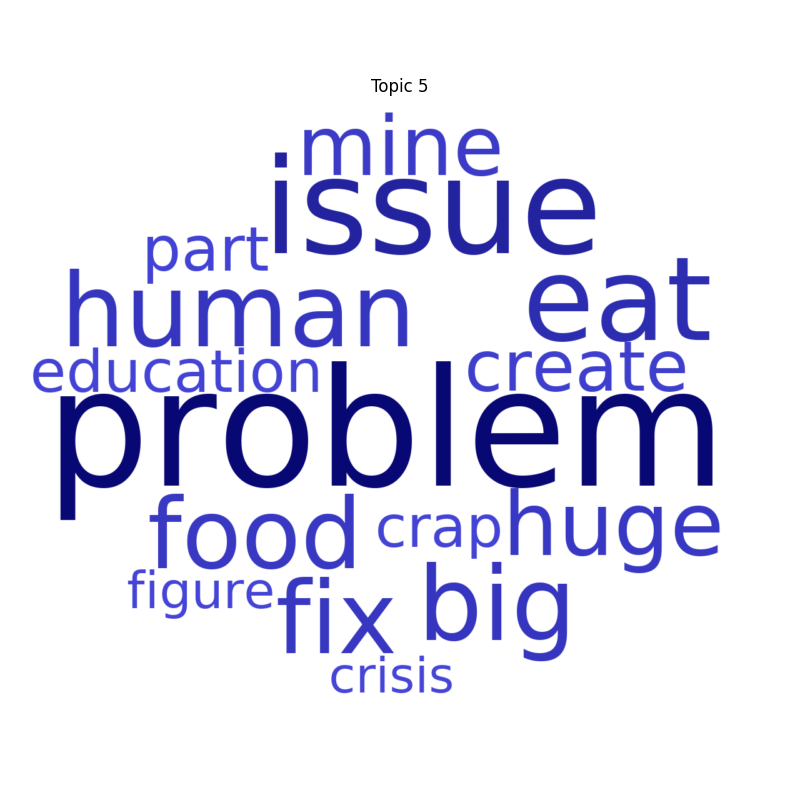 Topic 5
mine
issue
part
human
eat
education
create
problem
food
crap
huge
figure
fix
big
crisis